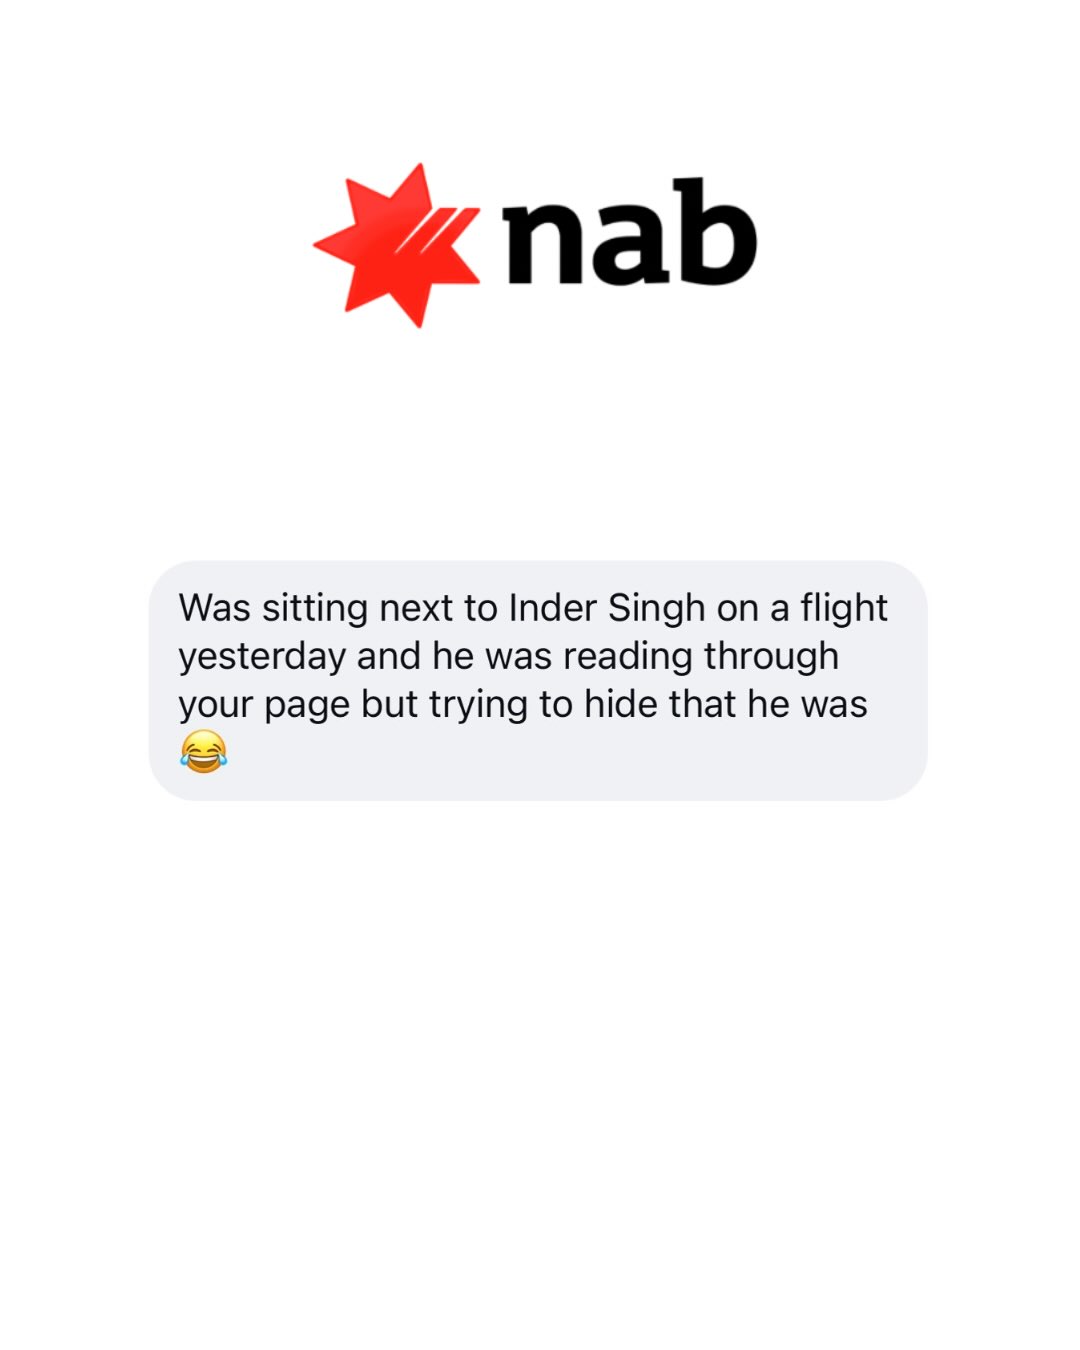 nab
Was sitting next to Inder Singh on a flight
yesterday and he was reading through
your page but trying to hide that he was
😂